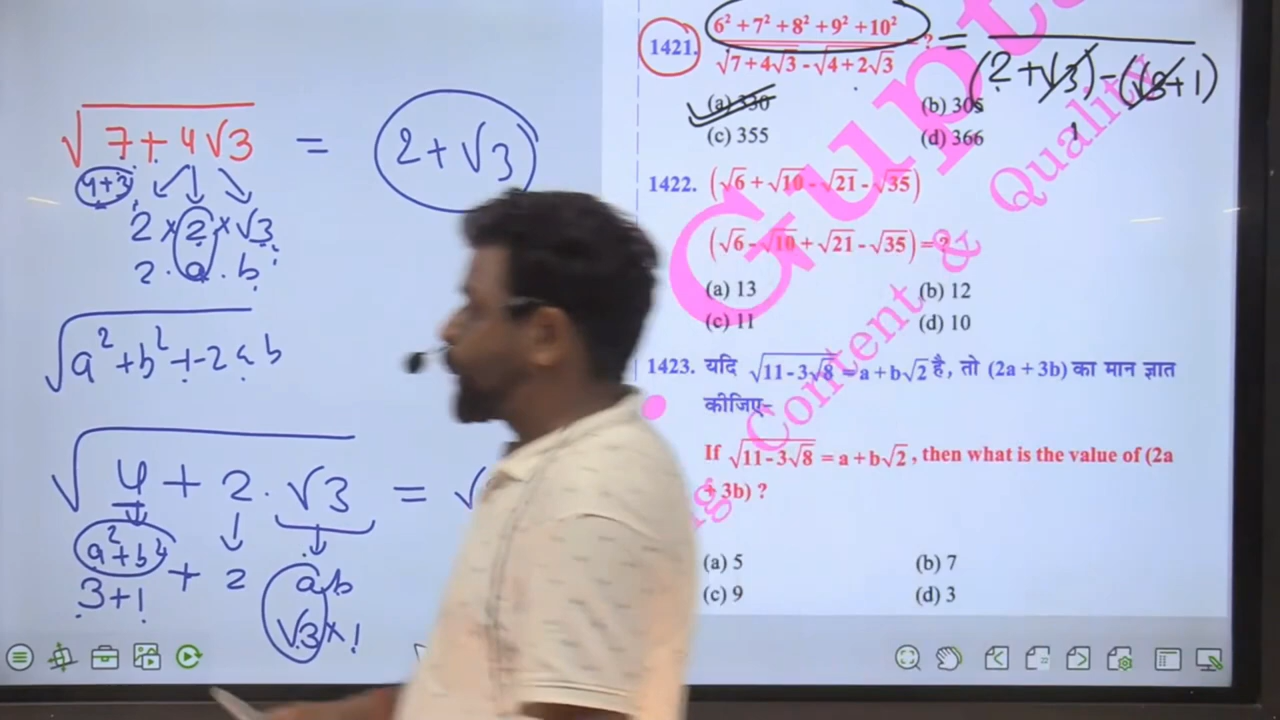 √7 + 4√3 = 2 + √3
4+3
2 × 2 × √3
2 . a . b
√a² + b² + - 2ab
√4 + 2 . √3 = √
a² + b²
3+1 + 2 ab
√3 × 1
1421. 6² + 7² + 8² + 9² + 10² / √7 + 4√3 - √4 + 2√3 = ? =
(2 + √3) - (√3 + 1)
1
(a) 330 (b) 305
(c) 355 (d) 366
1422. (√6 + √10 - √21 - √35)
(√6 - √10 + √21 - √35) = ?
(a) 13 (b) 12
(c) 11 (d) 10
1423. यदि √11 - 3√8 = a + b√2 है, तो (2a + 3b) का मान ज्ञात
कीजिए-
If √11 - 3√8 = a + b√2 , then what is the value of (2a
+ 3b) ?
(a) 5 (b) 7
(c) 9 (d) 3
Gupt
Content & Quality